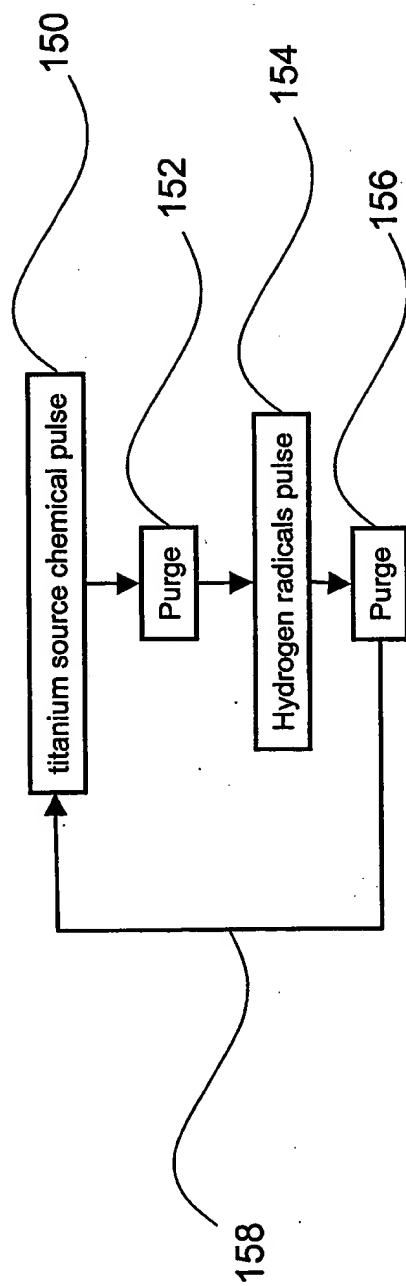 titanium source chemical pulse
150
Purge
152
Hydrogen radicals pulse
154
Purge
156
158